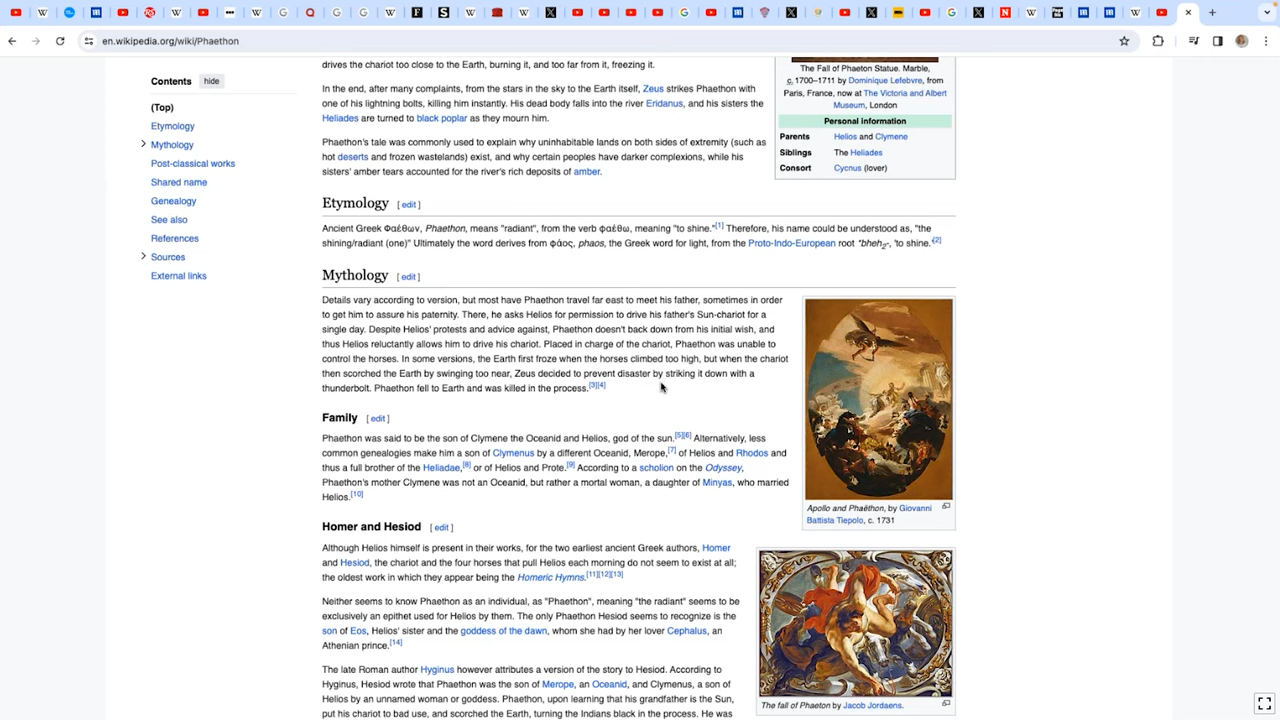 en.wikipedia.org/wiki/Phaethon
Contents hide
(Top)
Etymology
Mythology
Post-classical works
Shared name
Genealogy
See also
References
Sources
External links
drives the chariot too close to the Earth, burning it, and too far from it, freezing it.
In the end, after many complaints, from the stars in the sky to the Earth itself, Zeus strikes Phaethon with
one of his lightning bolts, killing him instantly. His dead body falls into the river Eridanus, and his sisters the
Heliades are turned to black poplar as they mourn him.
Phaethon's tale was commonly used to explain why uninhabitable lands on both sides of extremity (such as
hot deserts and frozen wastelands) exist, and why certain peoples have darker complexions, while his
sisters' amber tears accounted for the river's rich deposits of amber.
The Fall of Phaeton Statue. Marble,
c. 1700–1711 by Dominique Lefebvre, from
Paris, France, now at The Victoria and Albert
Museum, London
Personal information
Parents Helios and Clymene
Siblings The Heliades
Consort Cycnus (lover)
Etymology [ edit ]
Ancient Greek Φαέθων, Phaethon, means "radiant", from the verb φαέθω, meaning "to shine."[1] Therefore, his name could be understood as, "the
shining/radiant (one)" Ultimately the word derives from φάος, phaos, the Greek word for light, from the Proto-Indo-European root *bheh2-, 'to shine.'[2]
Mythology [ edit ]
Details vary according to version, but most have Phaethon travel far east to meet his father, sometimes in order
to get him to assure his paternity. There, he asks Helios for permission to drive his father's Sun-chariot for a
single day. Despite Helios' protests and advice against, Phaethon doesn't back down from his initial wish, and
thus Helios reluctantly allows him to drive his chariot. Placed in charge of the chariot, Phaethon was unable to
control the horses. In some versions, the Earth first froze when the horses climbed too high, but when the chariot
then scorched the Earth by swinging too near, Zeus decided to prevent disaster by striking it down with a
thunderbolt. Phaethon fell to Earth and was killed in the process.[3][4]
Apollo and Phaëthon, by Giovanni
Battista Tiepolo, c. 1731
Family [ edit ]
Phaethon was said to be the son of Clymene the Oceanid and Helios, god of the sun.[5][6] Alternatively, less
common genealogies make him a son of Clymenus by a different Oceanid, Merope,[7] of Helios and Rhodos and
thus a full brother of the Heliadae,[8] or of Helios and Prote.[9] According to a scholion on the Odyssey,
Phaethon's mother Clymene was not an Oceanid, but rather a mortal woman, a daughter of Minyas, who married
Helios.[10]
Homer and Hesiod [ edit ]
Although Helios himself is present in their works, for the two earliest ancient Greek authors, Homer
and Hesiod, the chariot and the four horses that pull Helios each morning do not seem to exist at all;
the oldest work in which they appear being the Homeric Hymns.[11][12][13]
Neither seems to know Phaethon as an individual, as "Phaethon", meaning "the radiant" seems to be
exclusively an epithet used for Helios by them. The only Phaethon Hesiod seems to recognize is the
son of Eos, Helios' sister and the goddess of the dawn, whom she had by her lover Cephalus, an
Athenian prince.[14]
The late Roman author Hyginus however attributes a version of the story to Hesiod. According to
Hyginus, Hesiod wrote that Phaethon was the son of Merope, an Oceanid, and Clymenus, a son of
Helios by an unnamed woman or goddess. Phaethon, upon learning that his grandfather is the Sun,
put his chariot to bad use, and scorched the Earth, turning the Indians black in the process. He was
The fall of Phaeton by Jacob Jordaens.